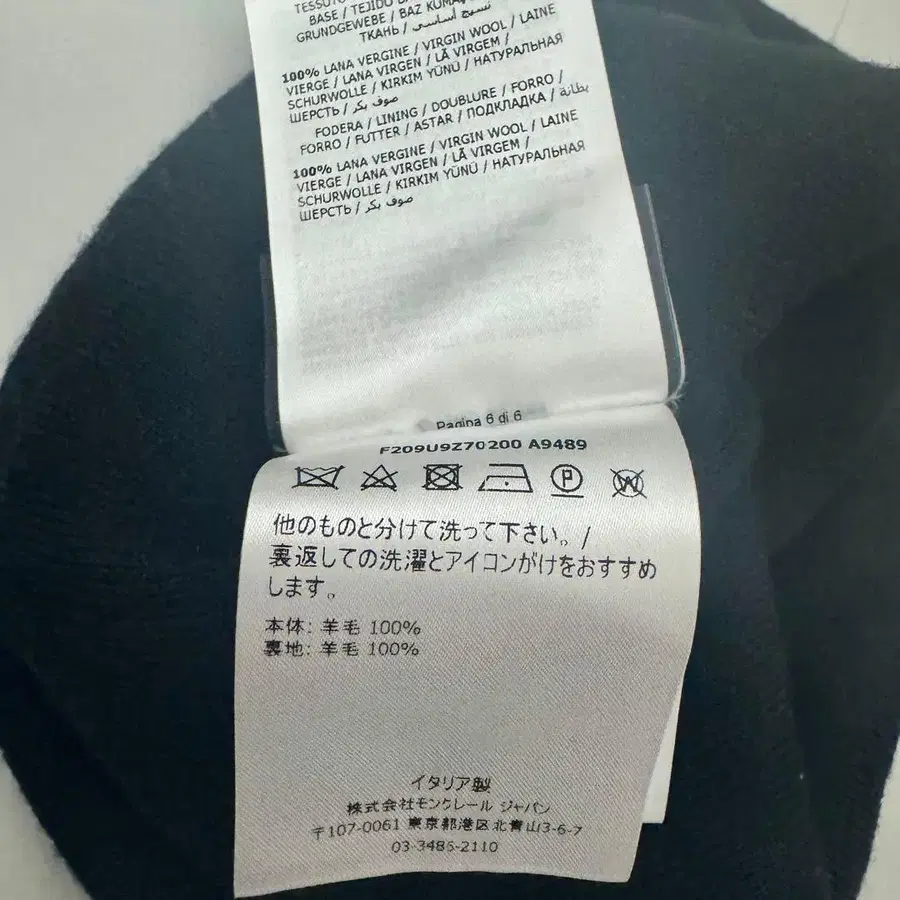 TESSUTO
BASE / TEJIDO
GRUNDGEWEBE / BAZ KUMAŞ
ТКАНЬ / نسيج أساسي
100% LANA VERGINE / VIRGIN WOOL / LAINE
VIERGE / LANA VIRGEN / LÃ VIRGEM /
SCHURWOLLE / KIRKIM YÜNÜ / НАТУРАЛЬНАЯ
ШЕРСТЬ / صوف بكر
FODERA / LINING / DOUBLURE / FORRO /
FORRO / FUTTER / ASTAR / ПОДКЛАДКА / بطانة
100% LANA VERGINE / VIRGIN WOOL / LAINE
VIERGE / LANA VIRGEN / LÃ VIRGEM /
SCHURWOLLE / KIRKIM YÜNÜ / НАТУРАЛЬНАЯ
ШЕРСТЬ / صوف بكر
Pagina 6 di 6
F209U9Z70200 A9489
P
W
他のものと分けて洗って下さい。/
裏返しての洗濯とアイコンがけをおすすめ
します。
本体: 羊毛 100%
裏地: 羊毛 100%
イタリア製
株式会社モンクレール ジャパン
〒107-0061 東京都港区北青山3-6-7
03-3486-2110